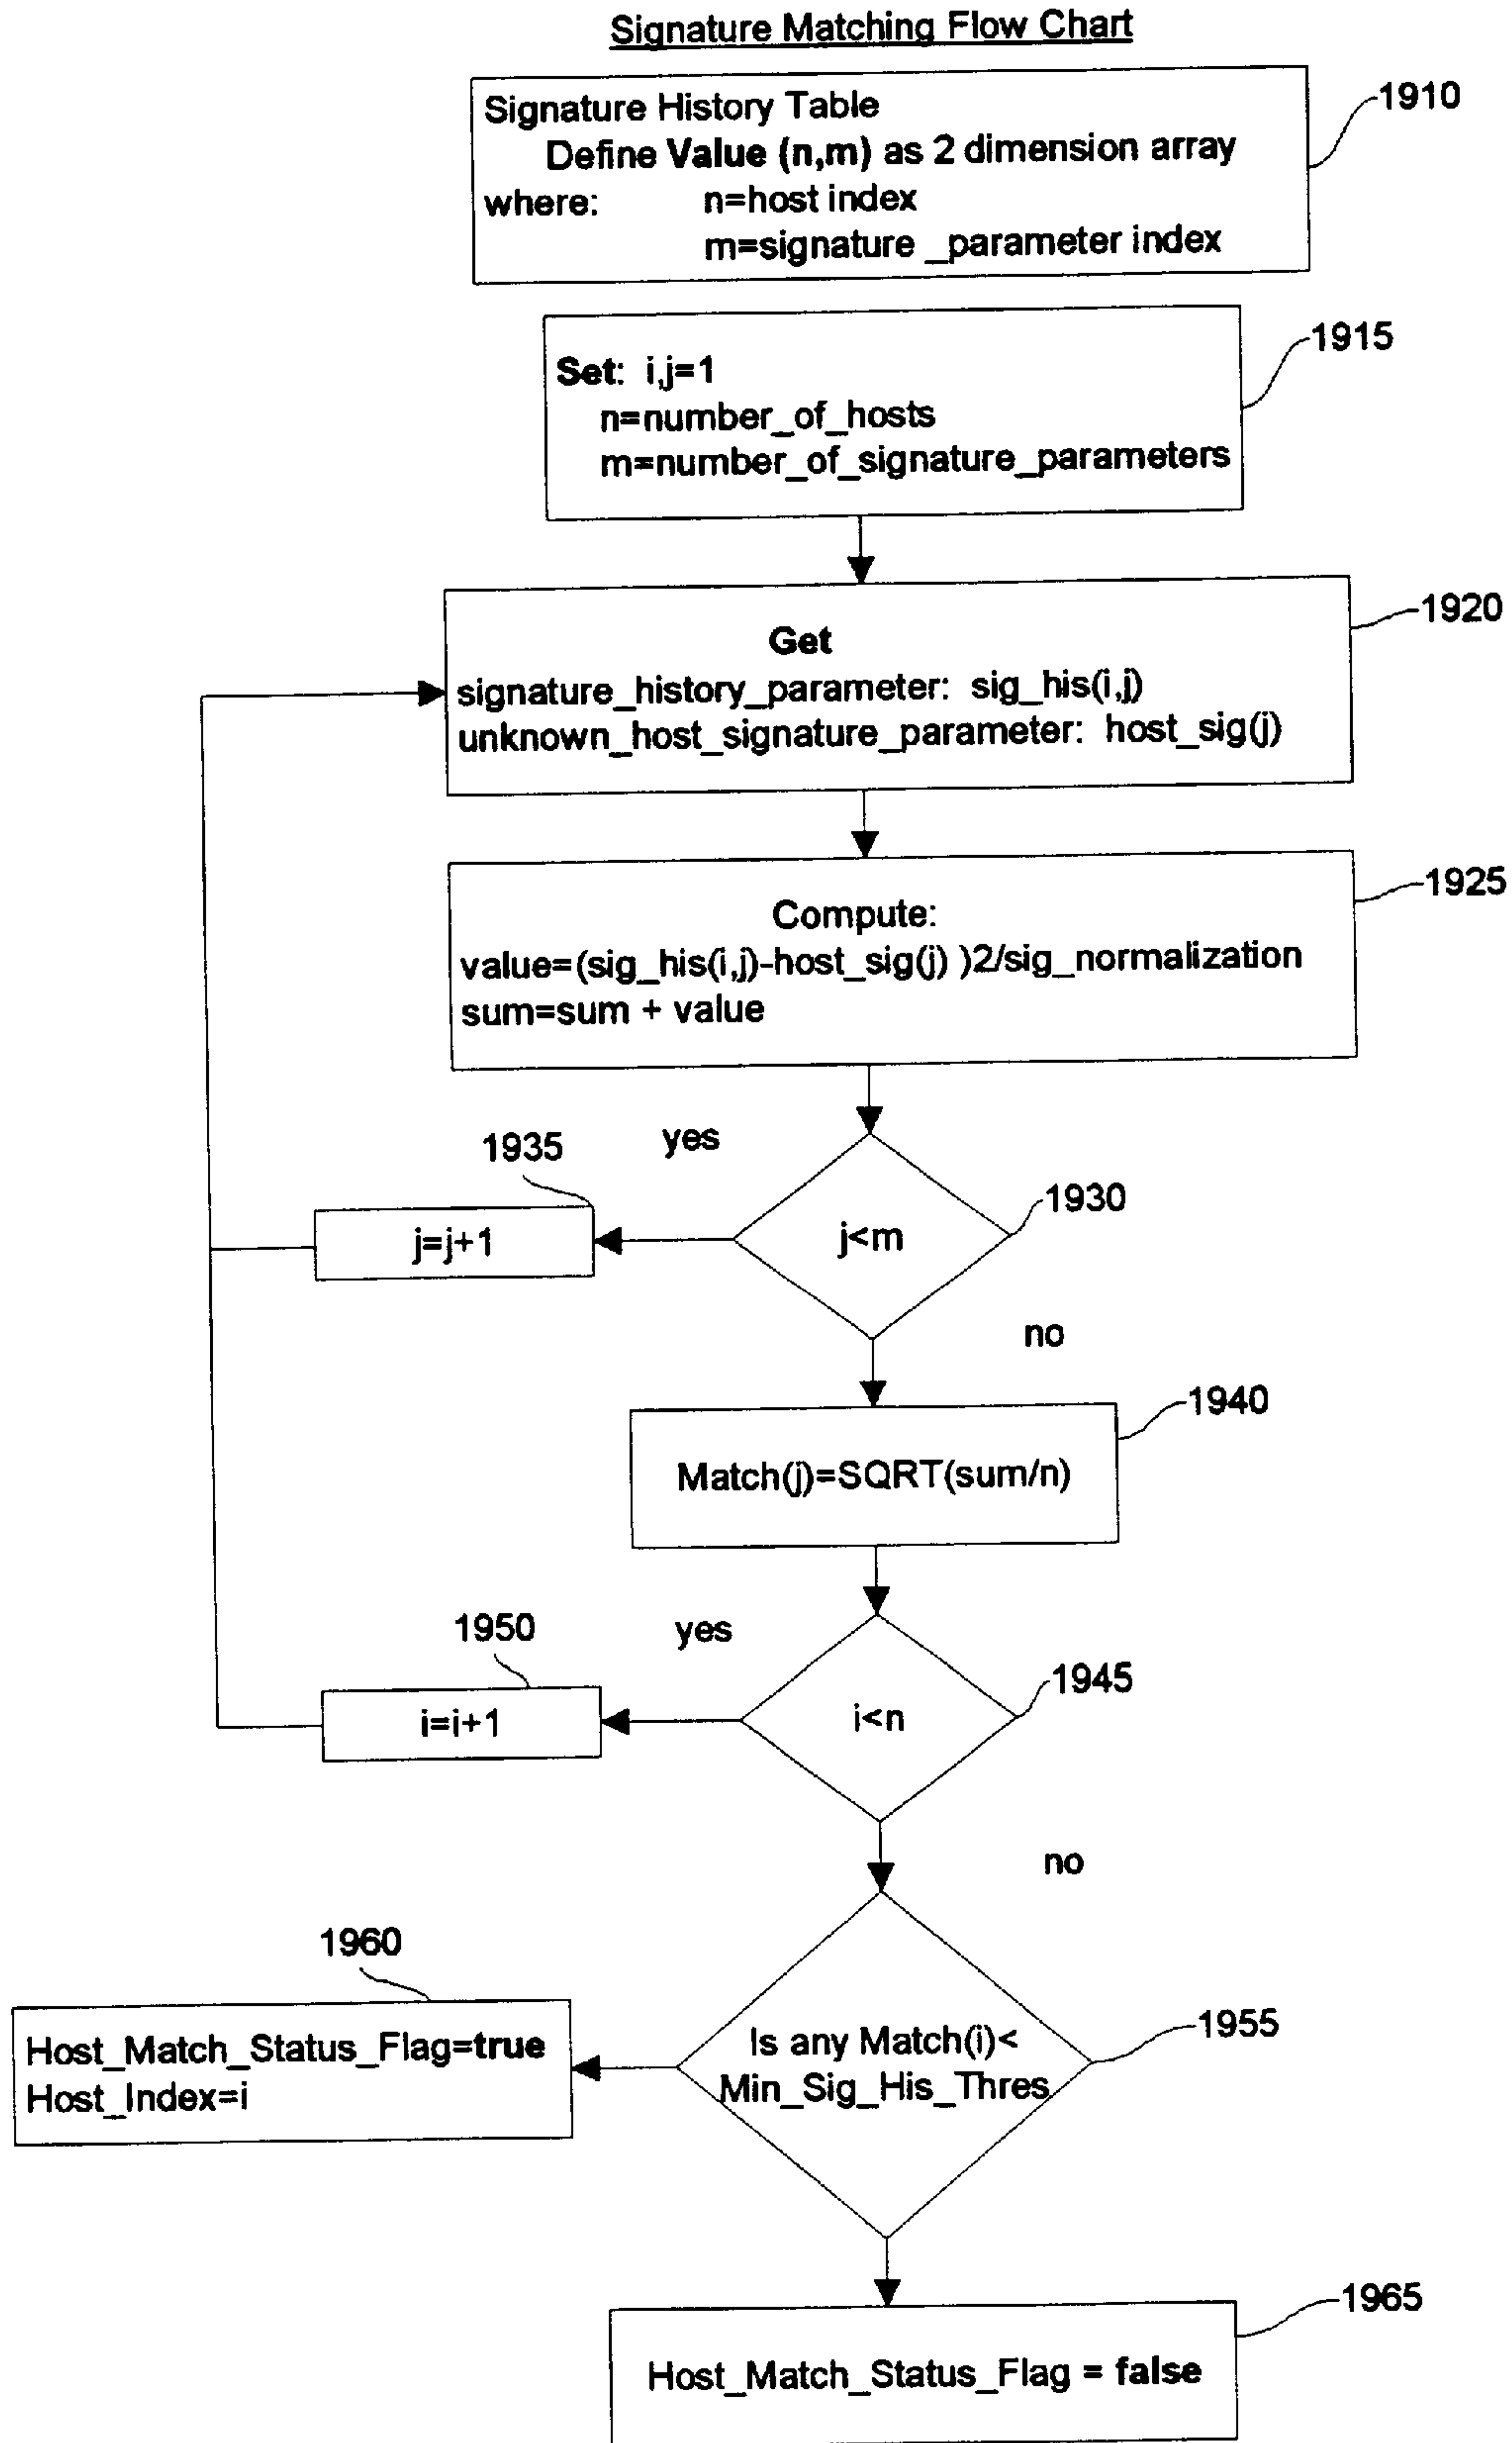 Signature Matching Flow Chart
1910
Signature History Table
Define Value (n,m) as 2 dimension array
where: n=host index
m=signature _parameter index
1915
Set: i,j=1
n=number_of_hosts
m=number_of_signature_parameters
1920
Get
signature_history_parameter: sig_his(i,j)
unknown_host_signature_parameter: host_sig(j)
1925
Compute:
value=(sig_his(i,j)-host_sig(j) )2/sig_normalization
sum=sum + value
1935
yes
1930
j=j+1
j<m
no
1940
Match(j)=SQRT(sum/n)
1950
yes
1945
i=i+1
i<n
no
1960
1955
Host_Match_Status_Flag=true
Host_Index=i
Is any Match(i)<
Min_Sig_His_Thres
1965
Host_Match_Status_Flag = false